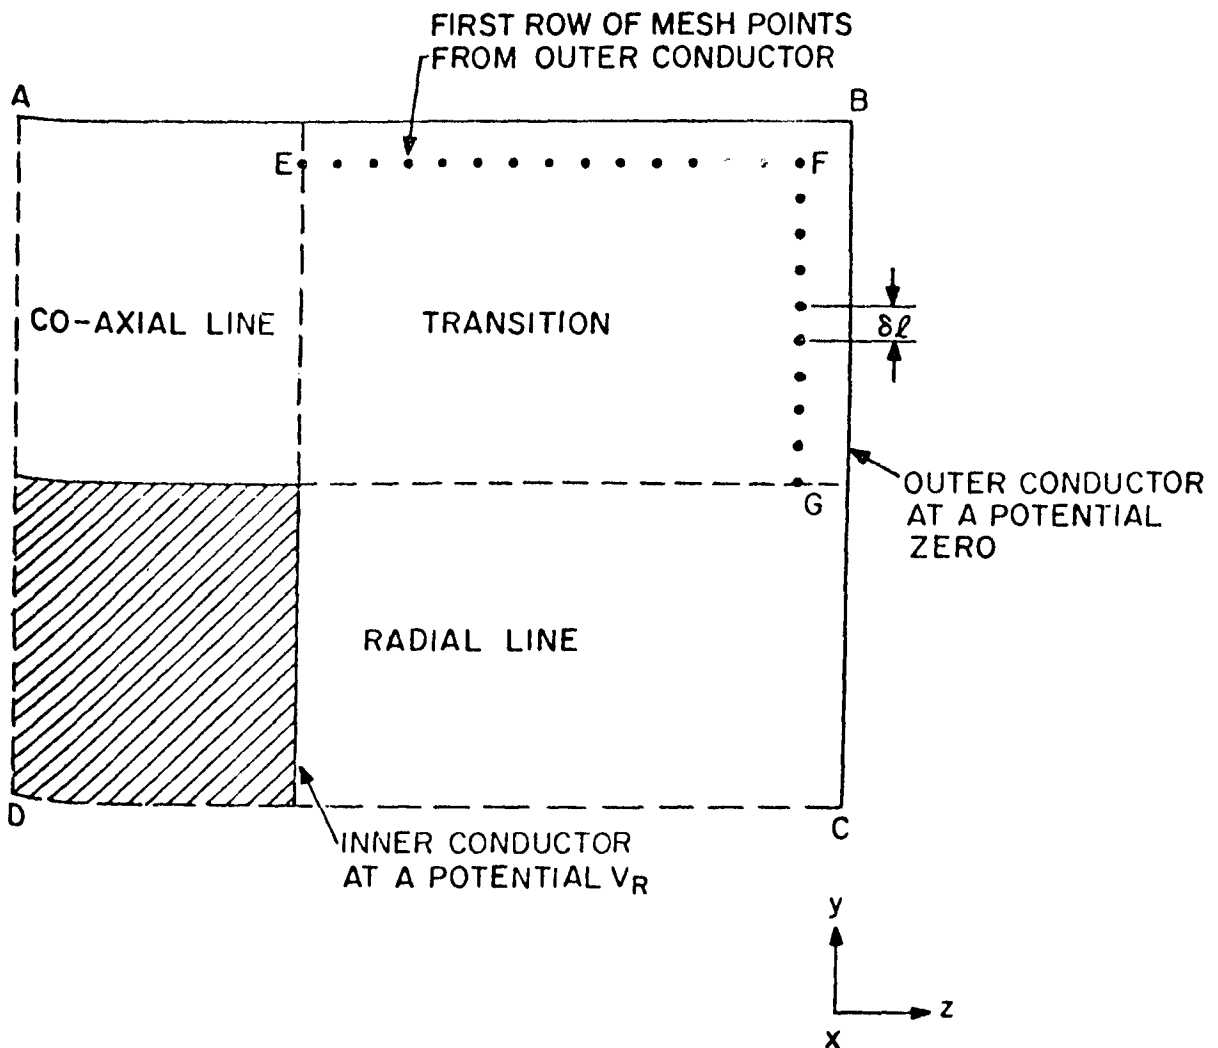 FIRST ROW OF MESH POINTS
FROM OUTER CONDUCTOR
A
B
E
F
CO-AXIAL LINE
TRANSITION
δℓ
G
OUTER CONDUCTOR
AT A POTENTIAL
ZERO
RADIAL LINE
D
C
INNER CONDUCTOR
AT A POTENTIAL VR
y
z
x